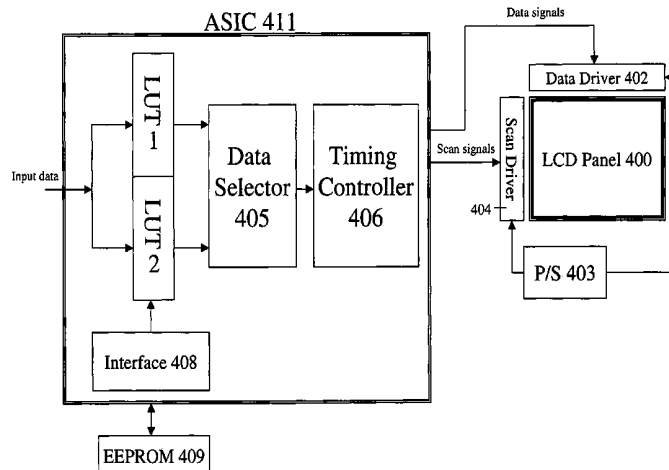 ASIC 411
Data signals
Data Driver 402
LUT 1
LUT 2
Data
Selector
405
Timing
Controller
406
Scan signals
Scan Driver
404
LCD Panel 400
Input data
P/S 403
Interface 408
EEPROM 409